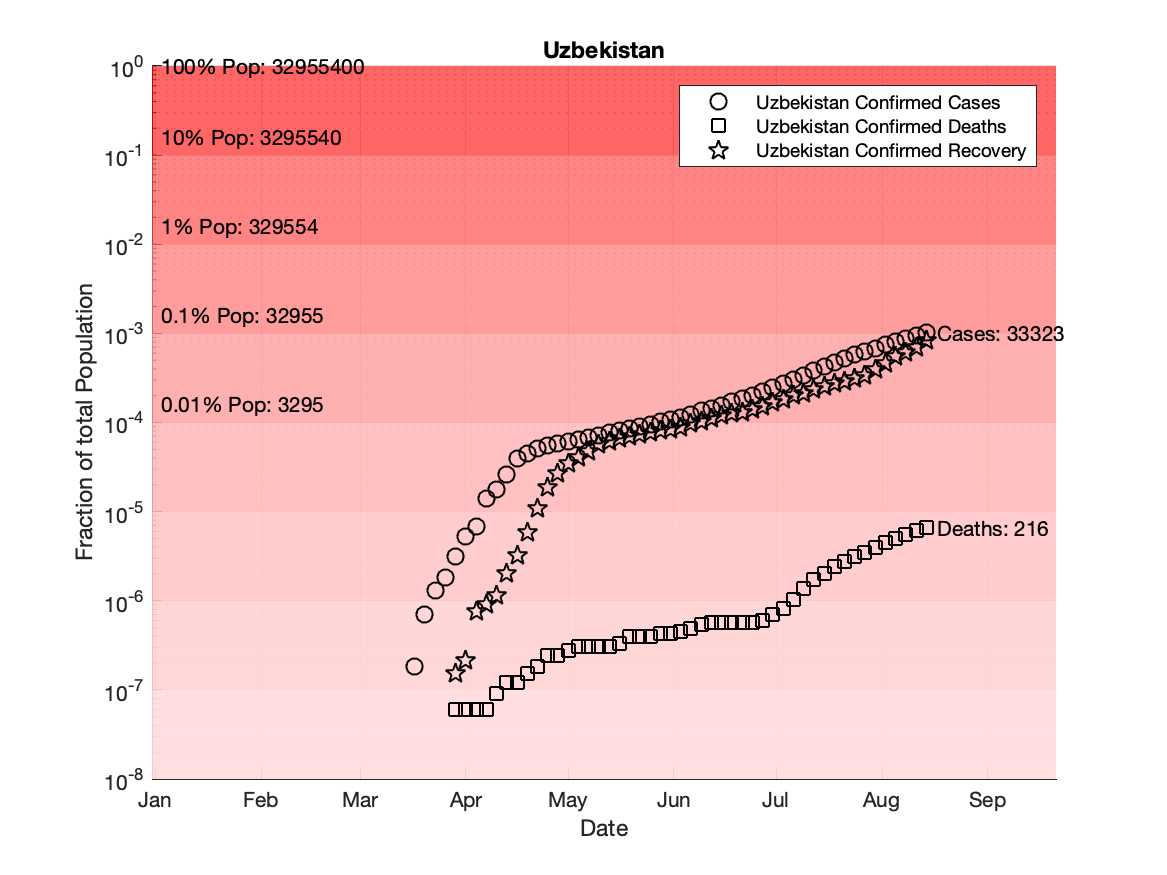 Uzbekistan
10^0
10^-1
10^-2
10^-3
10^-4
10^-5
10^-6
10^-7
10^-8
Fraction of total Population
100% Pop: 32955400
10% Pop: 3295540
1% Pop: 329554
0.1% Pop: 32955
0.01% Pop: 3295
Uzbekistan Confirmed Cases
Uzbekistan Confirmed Deaths
Uzbekistan Confirmed Recovery
Cases: 33323
Deaths: 216
Jan Feb Mar Apr May Jun Jul Aug Sep
Date